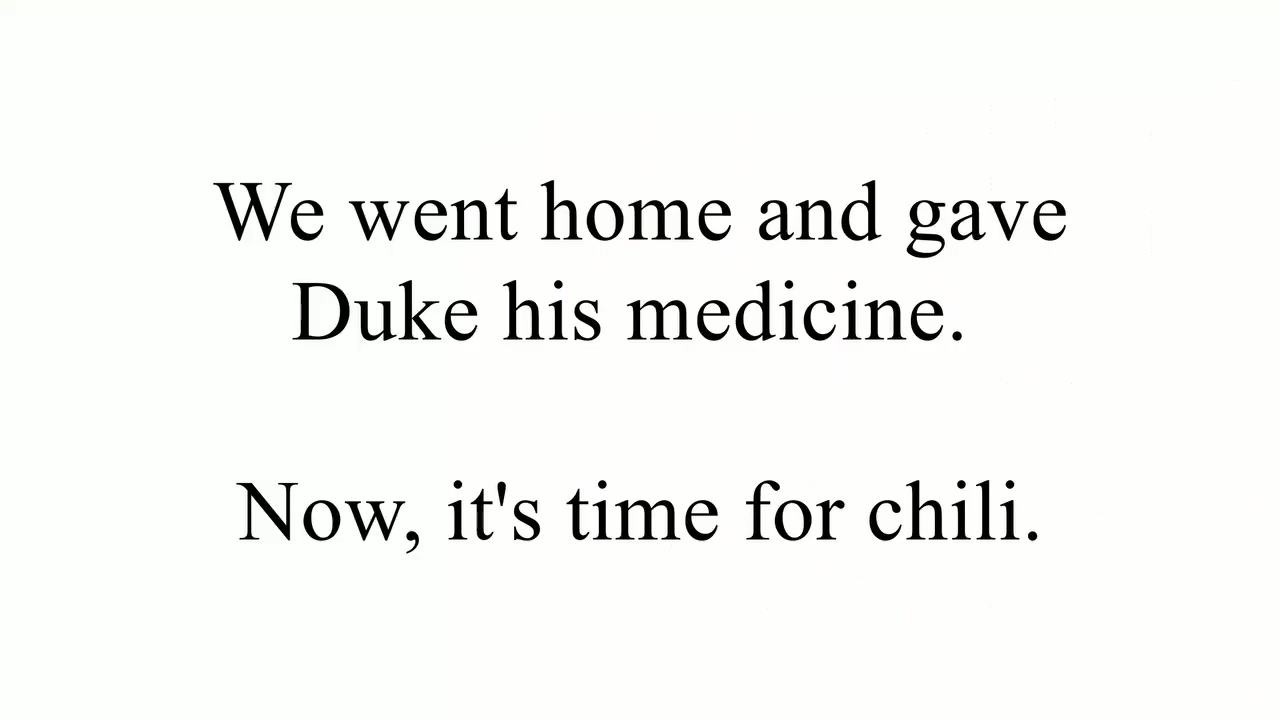 We went home and gave
Duke his medicine.
Now, it's time for chili.